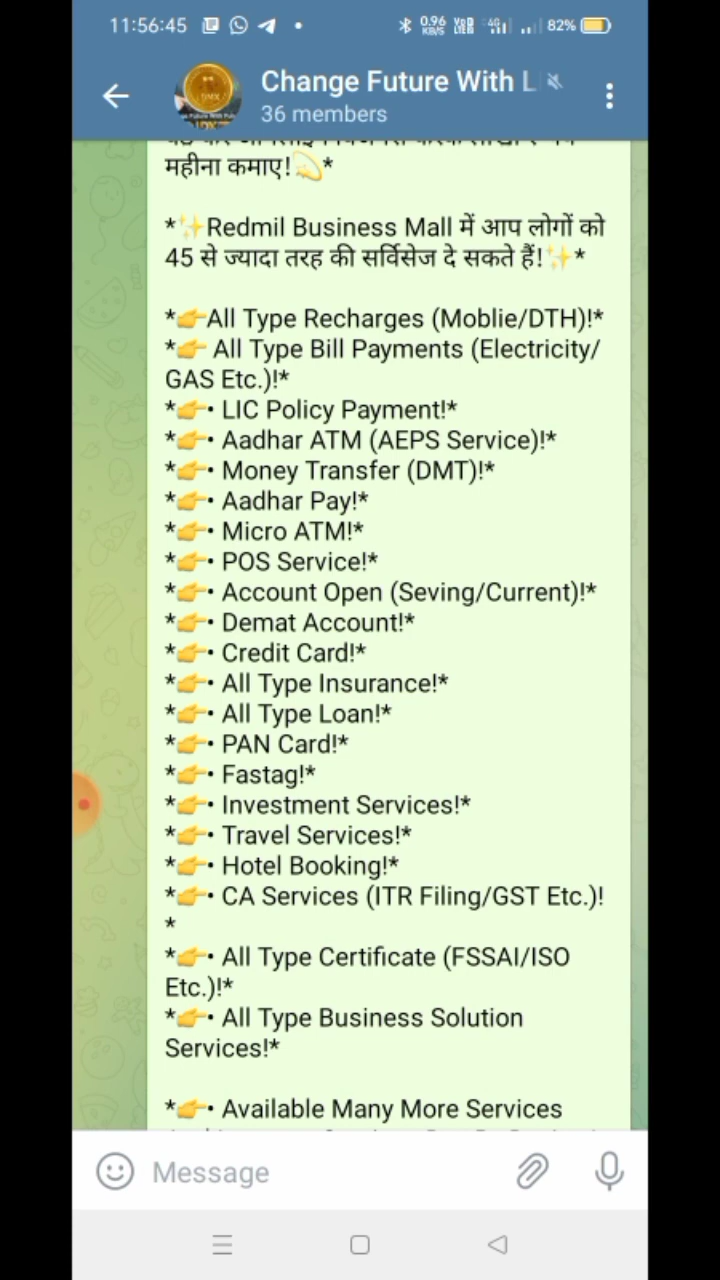 11:56:45
0.96 KB/S
4G
82%
Change Future With L
36 members
महीना कमाए!💫*
*✨Redmil Business Mall में आप लोगों को
45 से ज्यादा तरह की सर्विसेज दे सकते हैं!✨*
*👉All Type Recharges (Moblie/DTH)!*
*👉 All Type Bill Payments (Electricity/
GAS Etc.)!*
*👉• LIC Policy Payment!*
*👉• Aadhar ATM (AEPS Service)!*
*👉• Money Transfer (DMT)!*
*👉• Aadhar Pay!*
*👉• Micro ATM!*
*👉• POS Service!*
*👉• Account Open (Seving/Current)!*
*👉• Demat Account!*
*👉• Credit Card!*
*👉• All Type Insurance!*
*👉• All Type Loan!*
*👉• PAN Card!*
*👉• Fastag!*
*👉• Investment Services!*
*👉• Travel Services!*
*👉• Hotel Booking!*
*👉• CA Services (ITR Filing/GST Etc.)!
*
*👉• All Type Certificate (FSSAI/ISO
Etc.)!*
*👉• All Type Business Solution
Services!*
*👉• Available Many More Services
Message